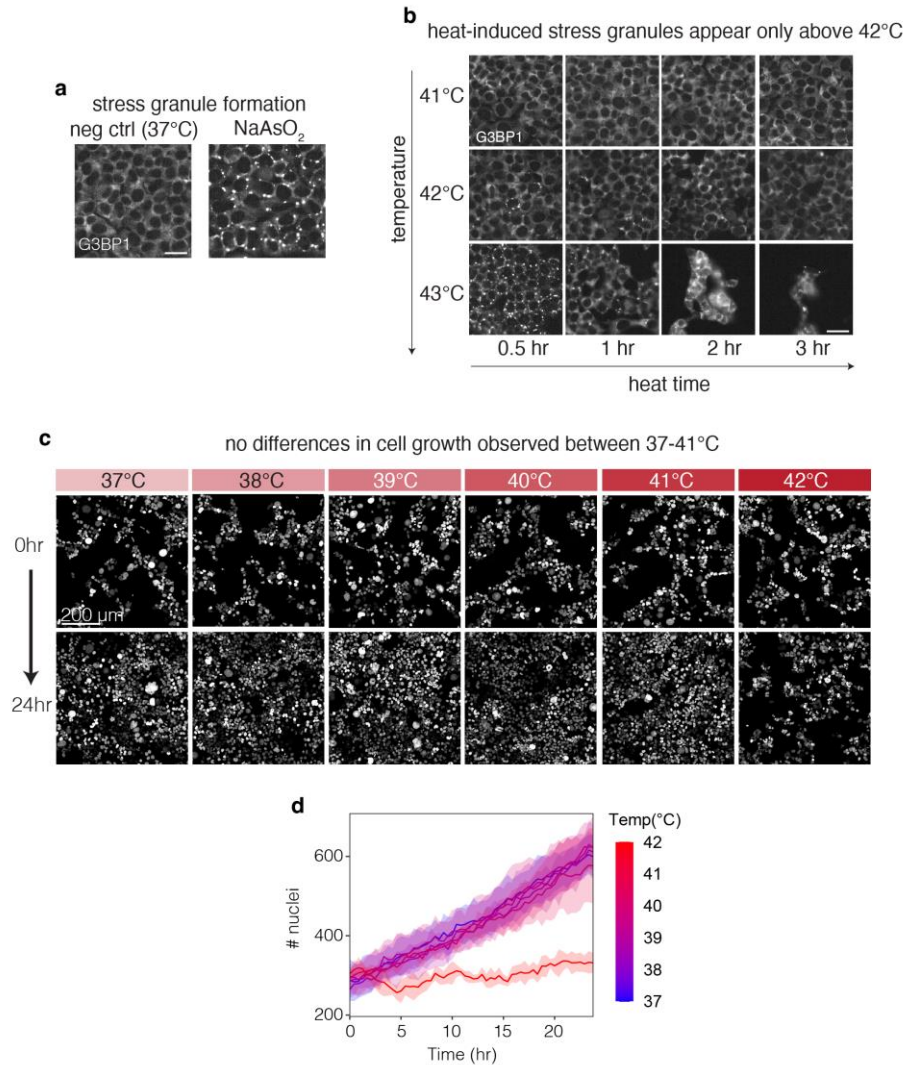 a
stress granule formation
neg ctrl (37°C)
NaAsO₂
G3BP1
b
heat-induced stress granules appear only above 42°C
temperature
41°C
42°C
43°C
G3BP1
0.5 hr
1 hr
2 hr
3 hr
heat time
c
no differences in cell growth observed between 37-41°C
37°C
38°C
39°C
40°C
41°C
42°C
0hr
24hr
200 µm
d
# nuclei
600
400
200
0
5
10
15
20
Time (hr)
Temp(°C)
42
41
40
39
38
37